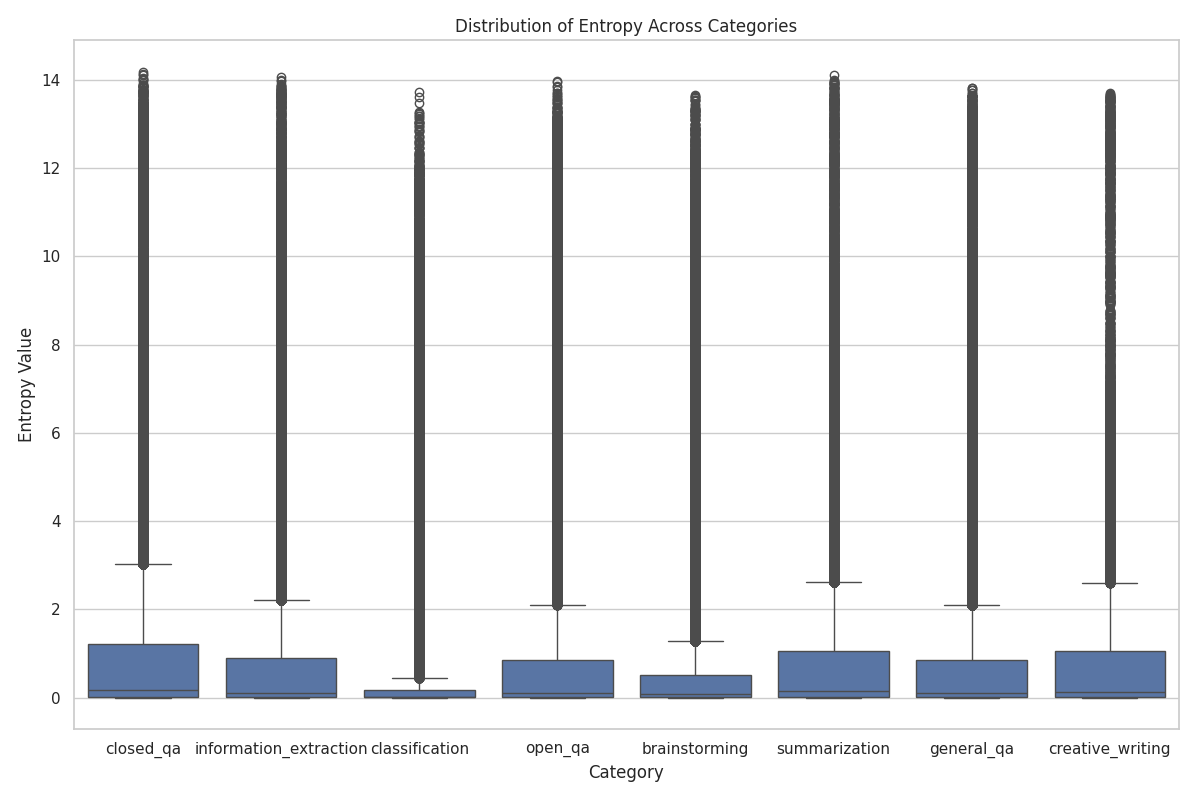 Distribution of Entropy Across Categories
Entropy Value
14
12
10
8
6
4
2
0
closed_qa information_extraction classification open_qa brainstorming summarization general_qa creative_writing
Category